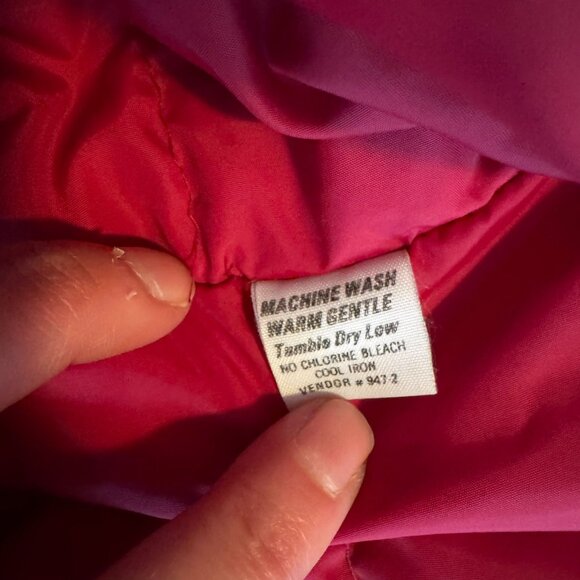 MACHINE WASH
WARM GENTLE
Tumble Dry Low
NO CHLORINE BLEACH
COOL IRON
VENDOR # 947-2